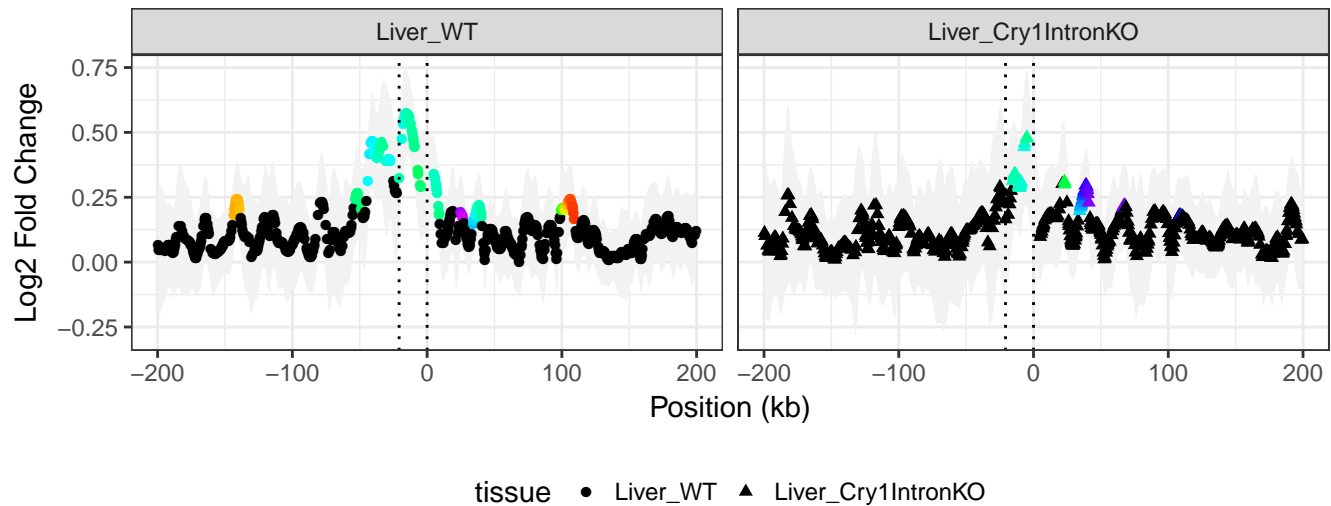 Liver_WT Liver_Cry1IntronKO
Log2 Fold Change
0.75
0.50
0.25
0.00
−0.25
−200 −100 0 100 200 −200 −100 0 100 200
Position (kb)
tissue Liver_WT Liver_Cry1IntronKO